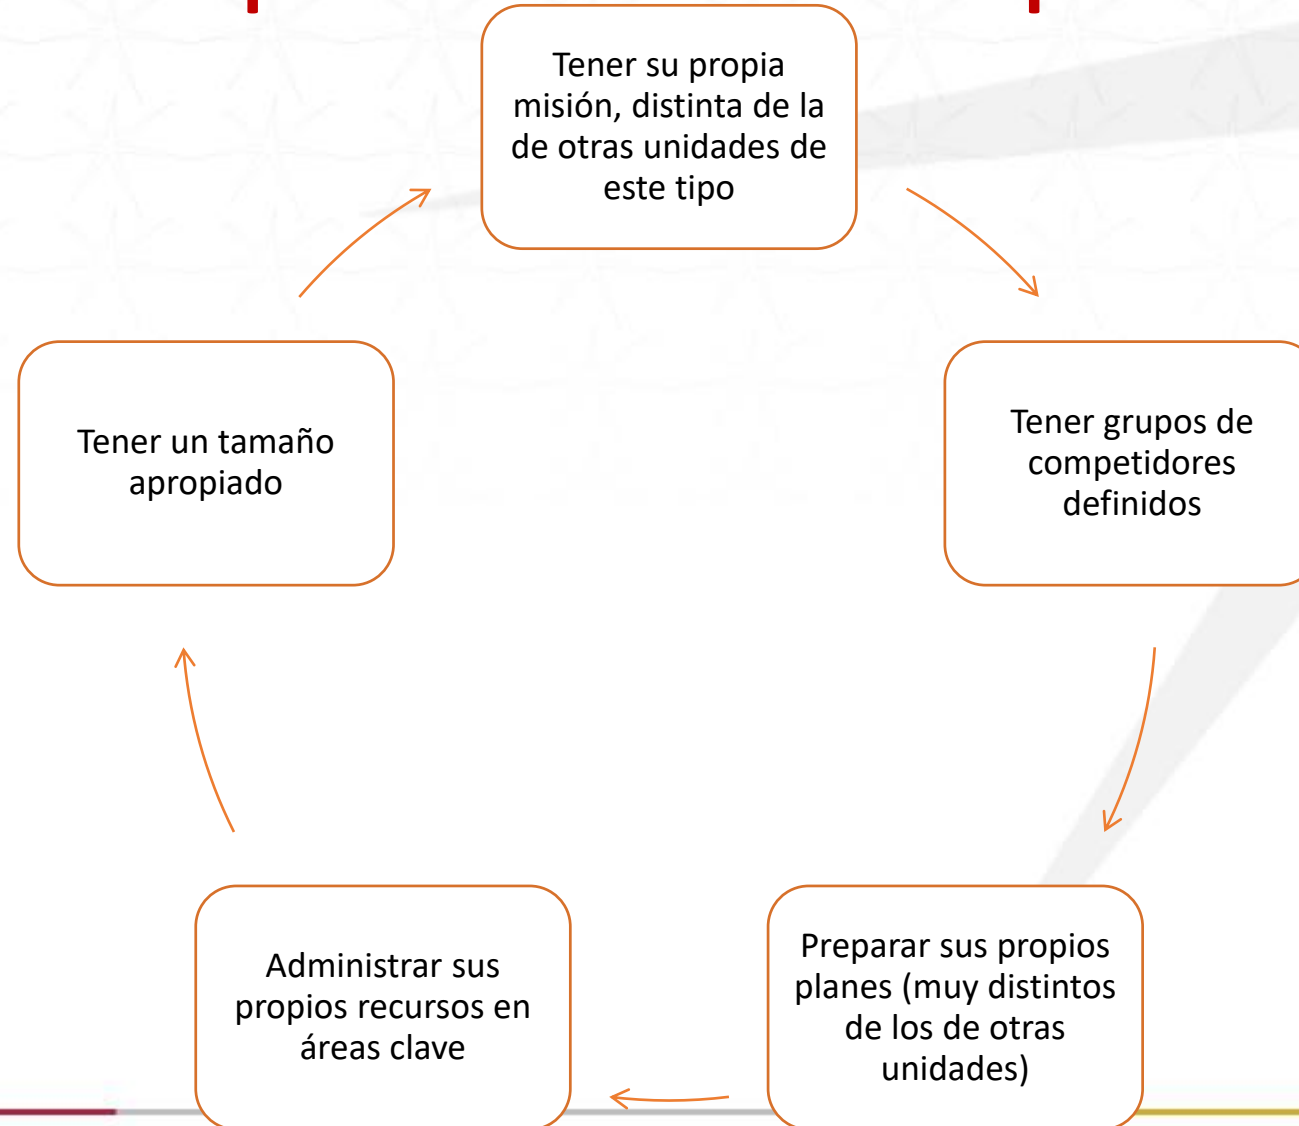 Tener su propia
misión, distinta de la
de otras unidades de
este tipo
Tener grupos de
competidores
definidos
Preparar sus propios
planes (muy distintos
de los de otras
unidades)
Administrar sus
propios recursos en
áreas clave
Tener un tamaño
apropiado